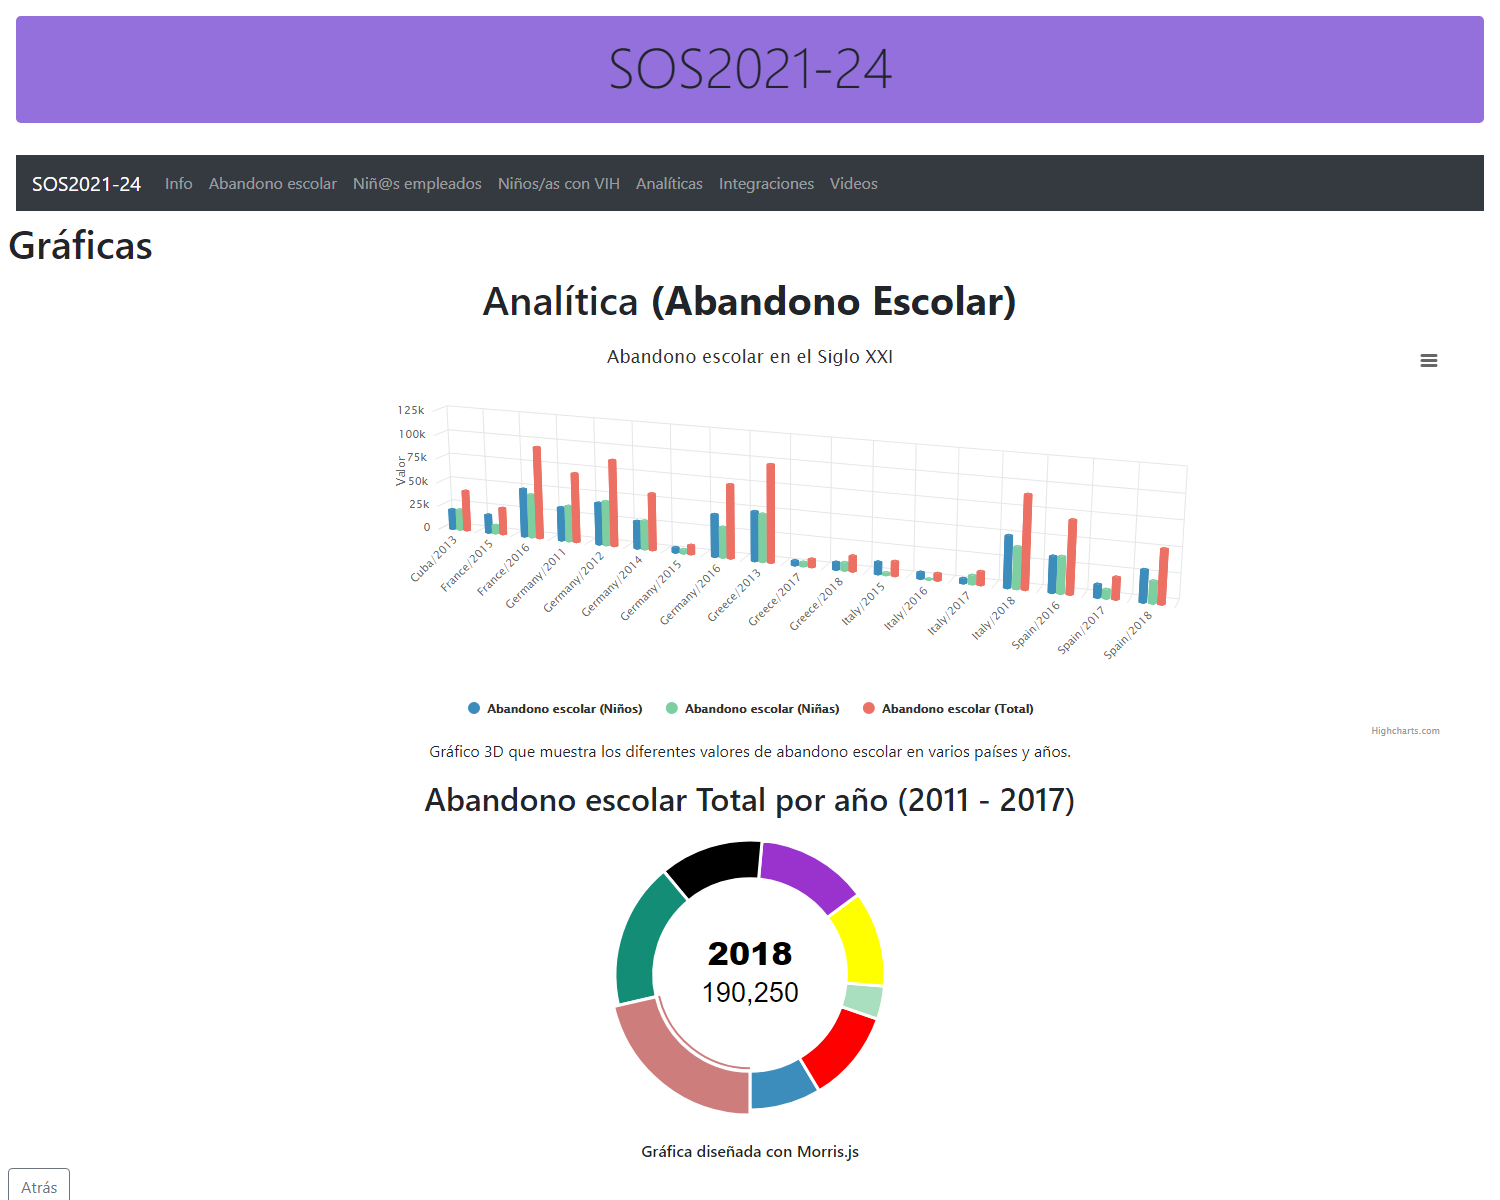 SOS2021-24
SOS2021-24 Info Abandono escolar Niñ@s empleados Niños/as con VIH Analíticas Integraciones Videos
Gráficas
Analítica (Abandono Escolar)
Abandono escolar en el Siglo XXI
Valor
125k
100k
75k
50k
25k
0
Cuba/2013
France/2015
France/2016
Germany/2011
Germany/2012
Germany/2014
Germany/2015
Germany/2016
Greece/2013
Greece/2017
Greece/2018
Italy/2015
Italy/2016
Italy/2017
Italy/2018
Spain/2016
Spain/2017
Spain/2018
Abandono escolar (Niños) Abandono escolar (Niñas) Abandono escolar (Total)
Highcharts.com
Gráfico 3D que muestra los diferentes valores de abandono escolar en varios países y años.
Abandono escolar Total por año (2011 - 2017)
2018
190,250
Gráfica diseñada con Morris.js
Atrás